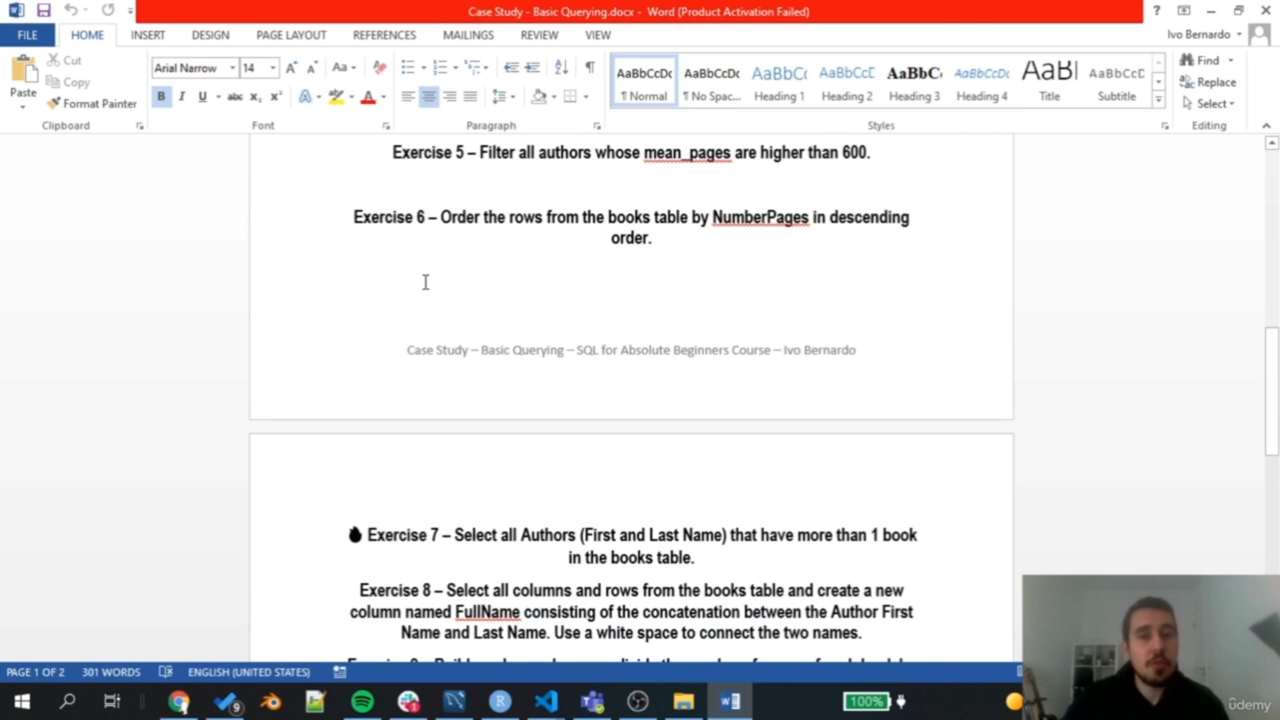 Case Study - Basic Querying.docx - Word (Product Activation Failed)
FILE HOME INSERT DESIGN PAGE LAYOUT REFERENCES MAILINGS REVIEW VIEW Ivo Bernardo
Paste
Cut
Copy
Format Painter
Clipboard
Arial Narrow 14
Font
Paragraph
AaBbCcDc AaBbCcDc AaBbCc AaBbCcE AaBbC AaBbCcDc AaB AaBbCcD
¶ Normal ¶ No Spac... Heading 1 Heading 2 Heading 3 Heading 4 Title Subtitle
Styles
Find
Replace
Select
Editing
Exercise 5 – Filter all authors whose mean_pages are higher than 600.
Exercise 6 – Order the rows from the books table by NumberPages in descending
order.
Case Study – Basic Querying – SQL for Absolute Beginners Course – Ivo Bernardo
Exercise 7 – Select all Authors (First and Last Name) that have more than 1 book
in the books table.
Exercise 8 – Select all columns and rows from the books table and create a new
column named FullName consisting of the concatenation between the Author First
Name and Last Name. Use a white space to connect the two names.
PAGE 1 OF 2 301 WORDS ENGLISH (UNITED STATES)
9
100%
ûdemy